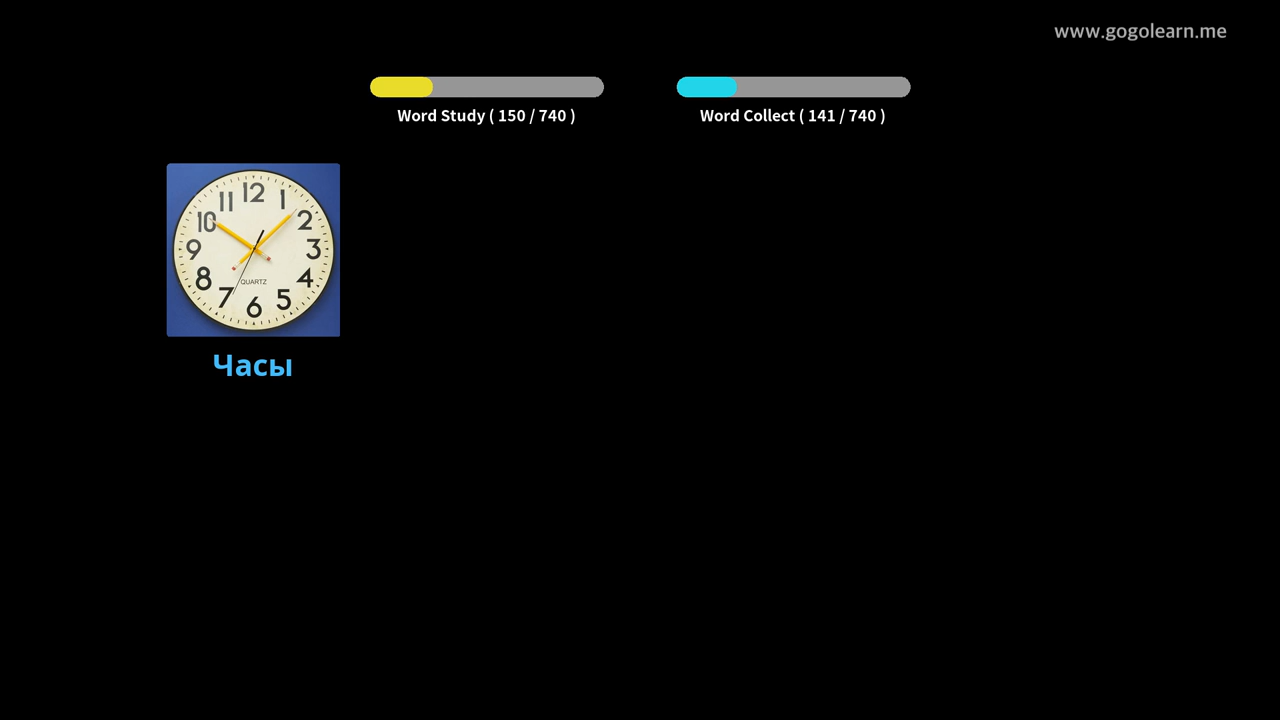 www.gogolearn.me
Word Study ( 150 / 740 )
Word Collect ( 141 / 740 )
12
11
1
10
2
9
3
8
4
QUARTZ
7
5
6
Часы